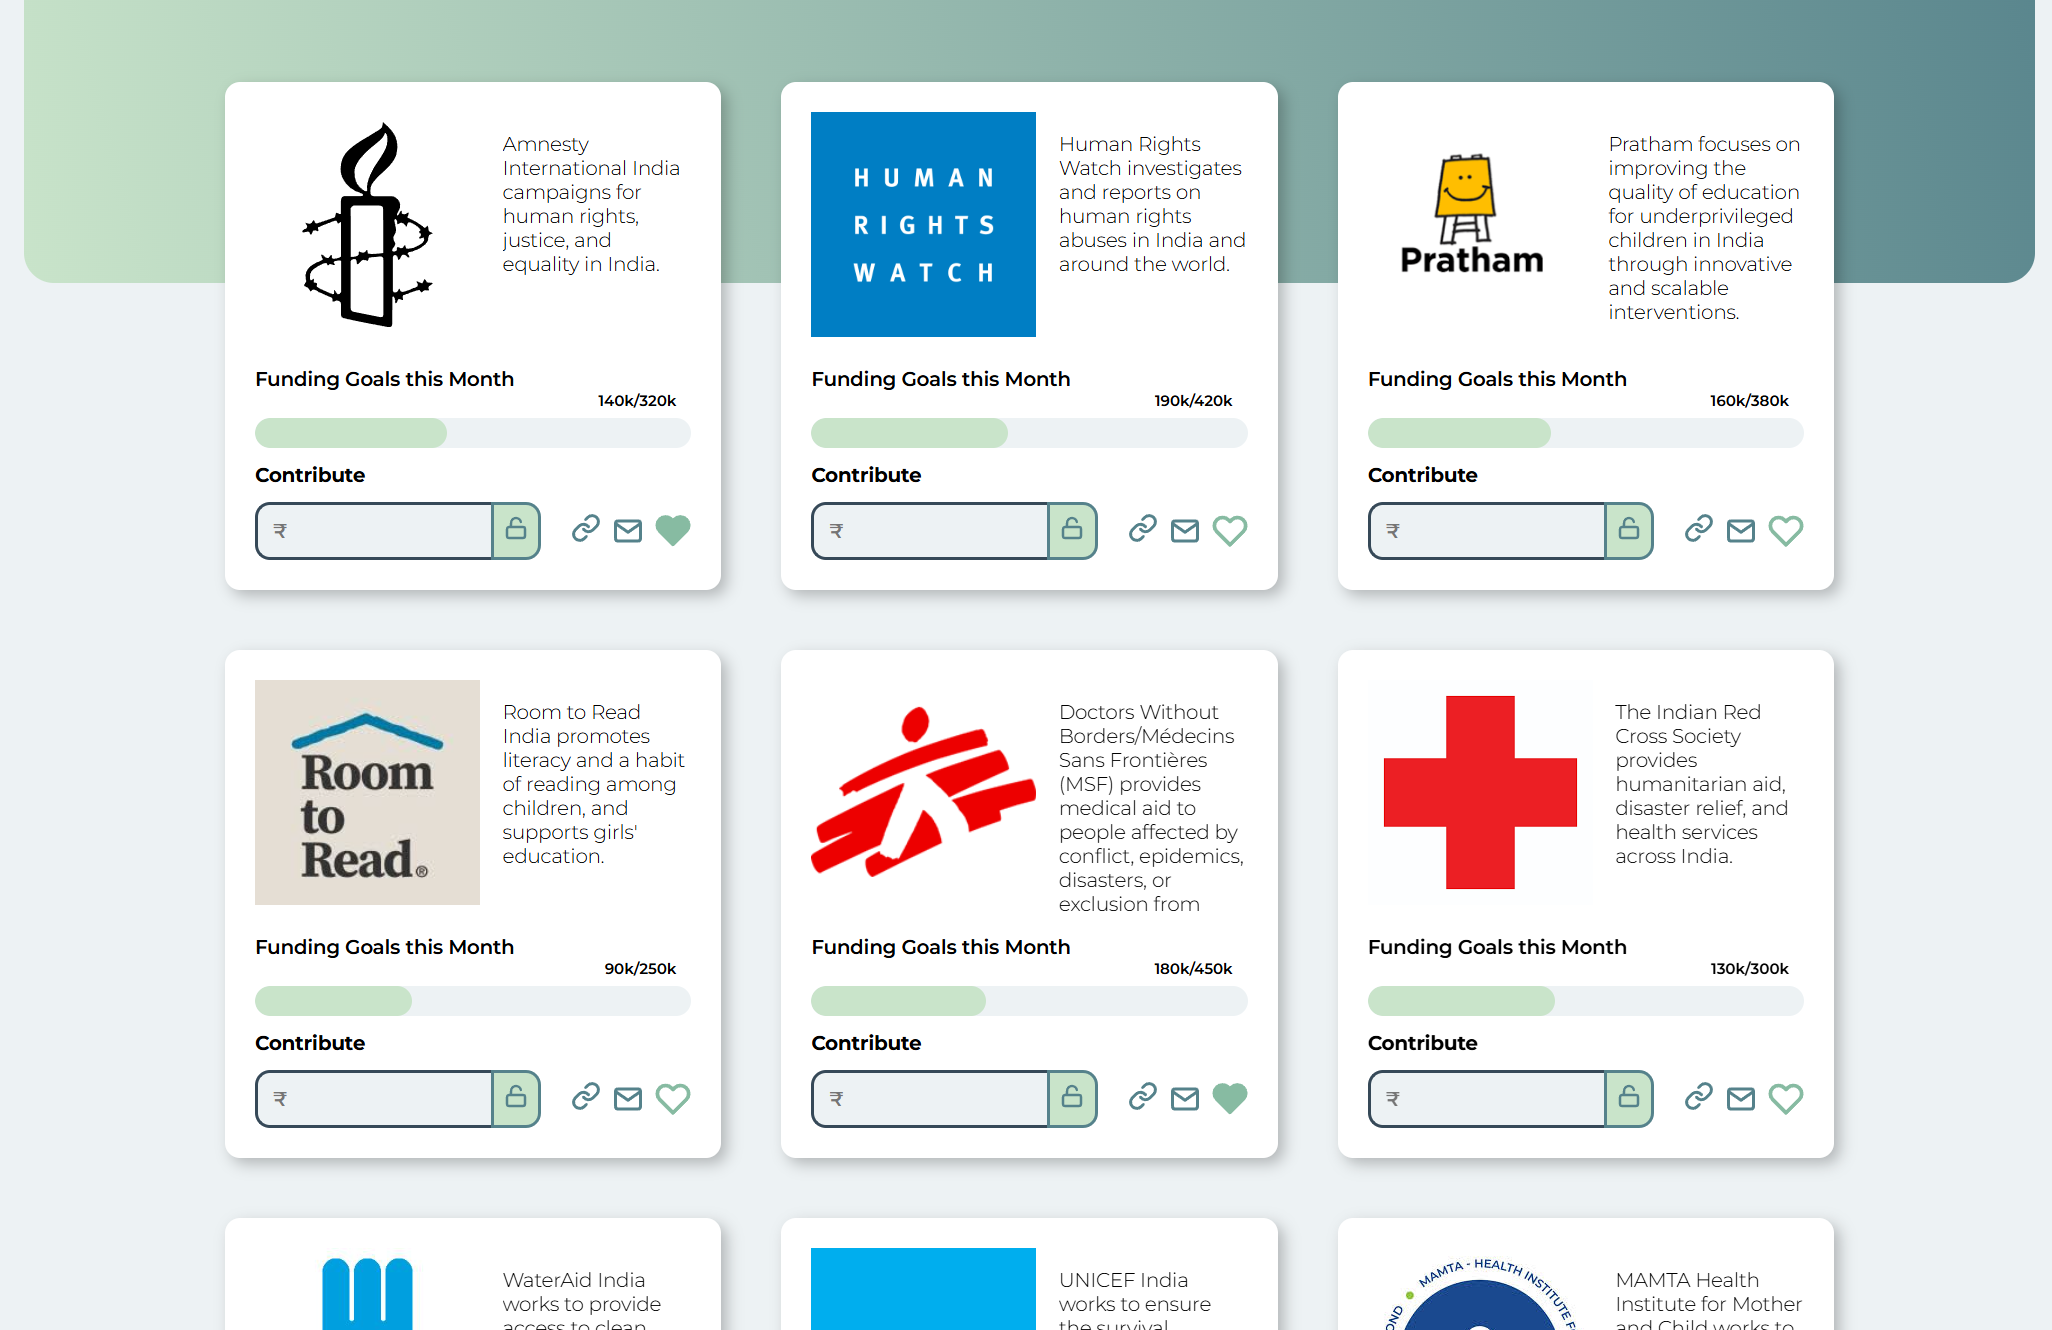 Amnesty
International India
campaigns for
human rights,
justice, and
equality in India.
Funding Goals this Month
140k/320k
Contribute
₹
HUMAN
RIGHTS
WATCH
Human Rights
Watch investigates
and reports on
human rights
abuses in India and
around the world.
Funding Goals this Month
190k/420k
Contribute
₹
Pratham
Pratham focuses on
improving the
quality of education
for underprivileged
children in India
through innovative
and scalable
interventions.
Funding Goals this Month
160k/380k
Contribute
₹
Room
to
Read®
Room to Read
India promotes
literacy and a habit
of reading among
children, and
supports girls'
education.
Funding Goals this Month
90k/250k
Contribute
₹
Doctors Without
Borders/Médecins
Sans Frontières
(MSF) provides
medical aid to
people affected by
conflict, epidemics,
disasters, or
exclusion from
Funding Goals this Month
180k/450k
Contribute
₹
The Indian Red
Cross Society
provides
humanitarian aid,
disaster relief, and
health services
across India.
Funding Goals this Month
130k/300k
Contribute
₹
WaterAid India
works to provide
access to clean
UNICEF India
works to ensure
the survival
MAMTA - HEALTH INSTITUTE
MAMTA Health
Institute for Mother
and Child works to